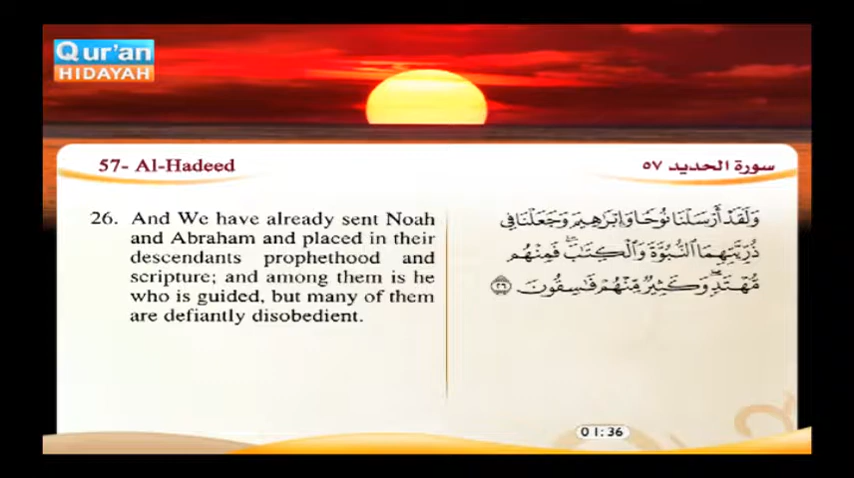 Qur'an
HIDAYAH
57- Al-Hadeed
سورة الحديد ٥٧
26. And We have already sent Noah
and Abraham and placed in their
descendants prophethood and
scripture; and among them is he
who is guided, but many of them
are defiantly disobedient.
وَلَقَدْ أَرْسَلْنَا نُوحًا وَإِبْرَٰهِيمَ وَجَعَلْنَا فِى
ذُرِّيَّتِهِمَا ٱلنُّبُوَّةَ وَٱلْكِتَٰبَ ۖ فَمِنْهُم
مُّهْتَدٍ ۖ وَكَثِيرٌ مِّنْهُمْ فَٰسِقُونَ ٢٦
01:36